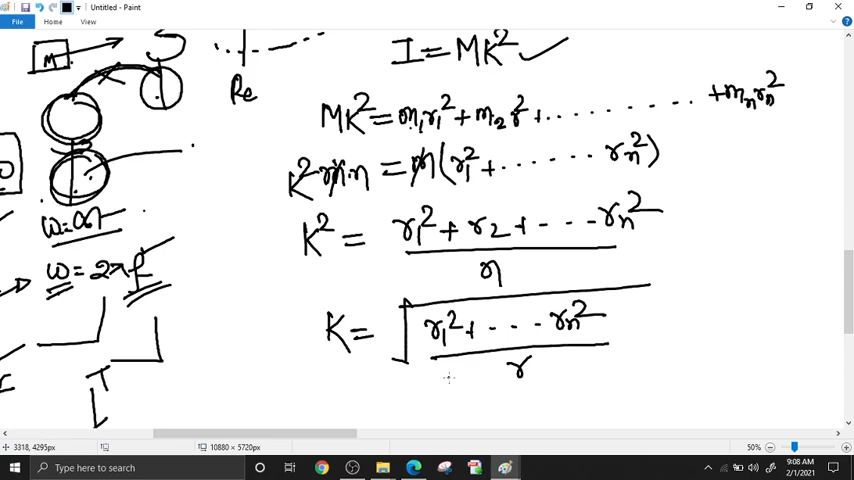 Untitled - Paint
File
Home
View
M
I = MK²
Re
MK² = m₁r₁² + m₂r² + ........ + mₙrₙ²
K² m.n = m(r₁² + ...... rₙ²)
K² = r₁² + r₂ + ... rₙ²
n
K = √ r₁² + ... rₙ²
r
ω = 2πf
T
3318, 4295px
10880 × 5720px
50%
Type here to search
9:08 AM
2/1/2021